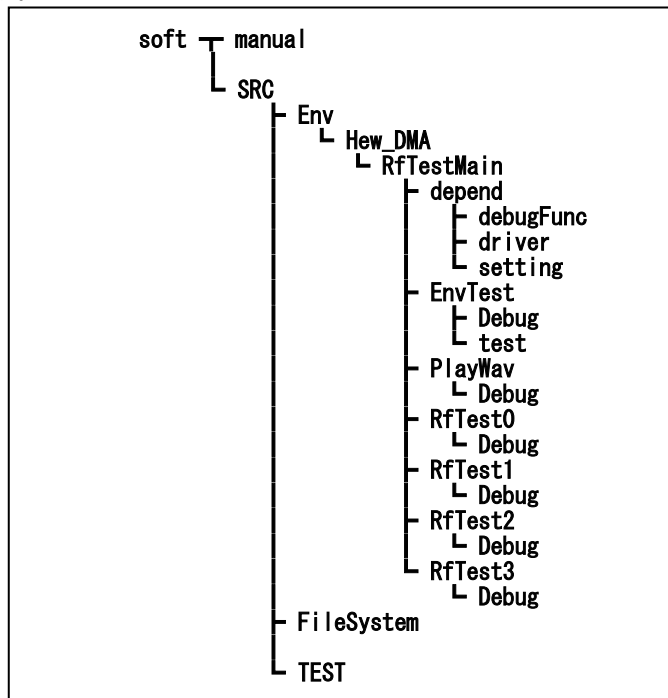 soft manual
SRC
Env
Hew_DMA
RfTestMain
depend
debugFunc
driver
setting
EnvTest
Debug
test
PlayWav
Debug
RfTest0
Debug
RfTest1
Debug
RfTest2
Debug
RfTest3
Debug
FileSystem
TEST